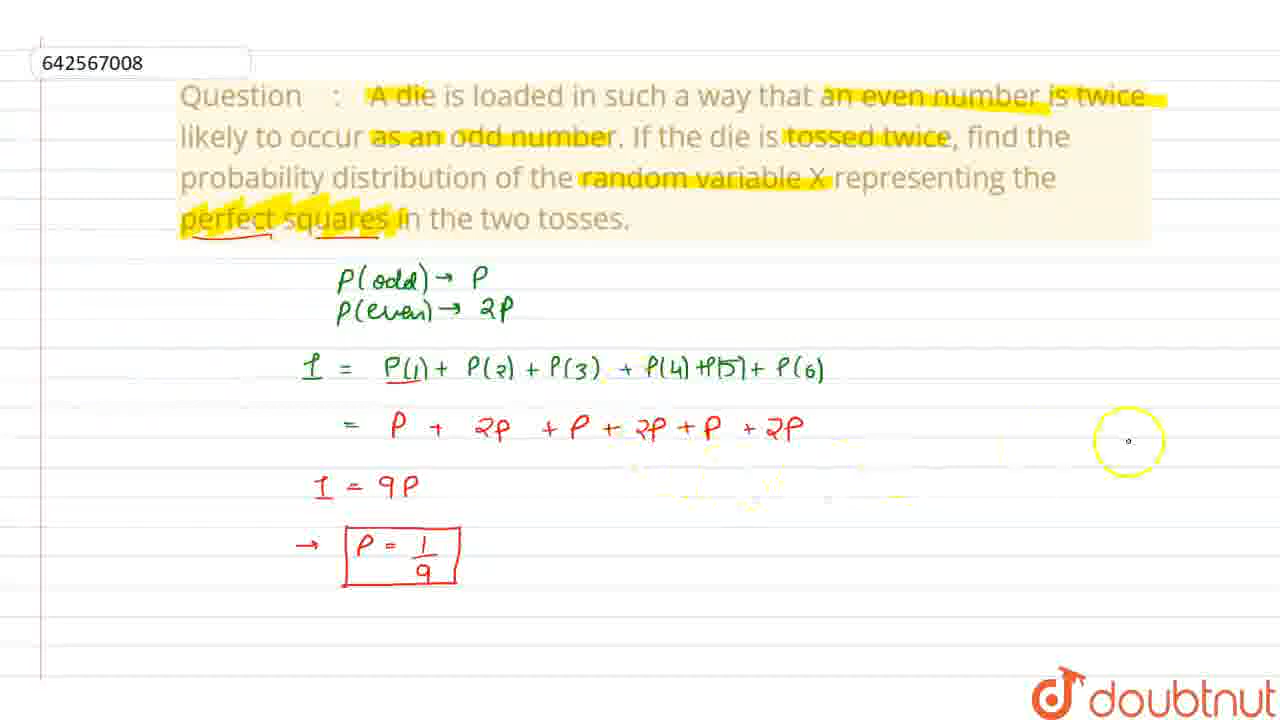 642567008
Question : A die is loaded in such a way that an even number is twice
likely to occur as an odd number. If the die is tossed twice, find the
probability distribution of the random variable X representing the
perfect squares in the two tosses.
P(odd) → P
P(even) → 2P
1 = P(1) + P(2) + P(3) + P(4) + P(5) + P(6)
= P + 2P + P + 2P + P + 2P
1 = 9P
→ P = 1/9
doubtnut